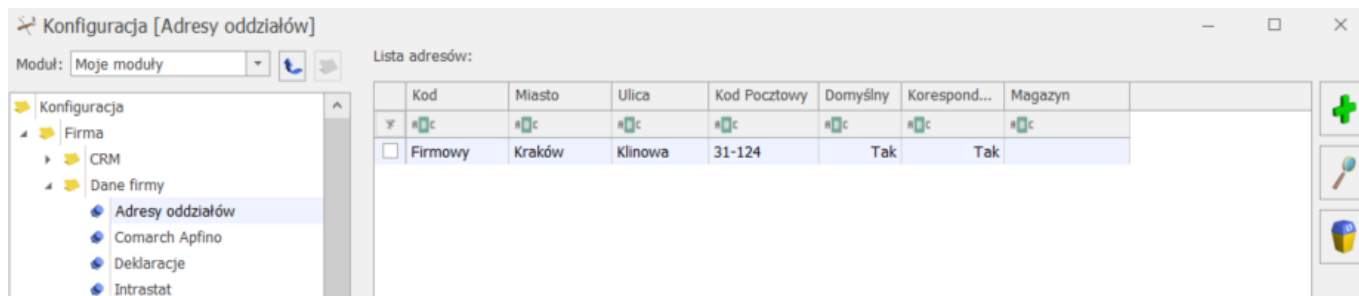 Konfiguracja [Adresy oddziałów]
Moduł: Moje moduły
Lista adresów:
Kod Miasto Ulica Kod Pocztowy Domyślny Korespond... Magazyn
Firmowy Kraków Klinowa 31-124 Tak Tak
Konfiguracja
Firma
CRM
Dane firmy
Adresy oddziałów
Comarch Apfino
Deklaracje
Intrastat